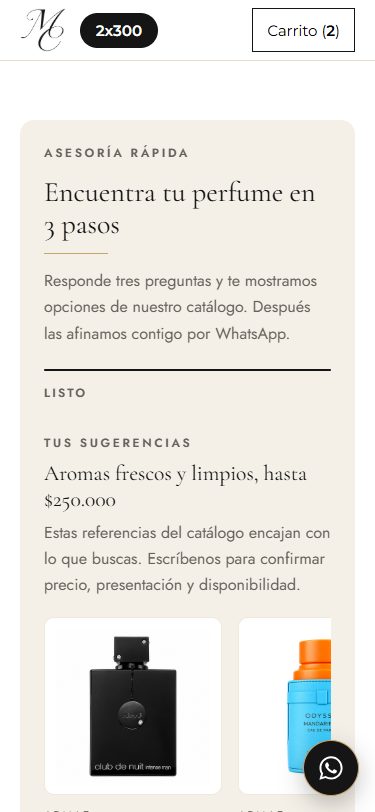 MC
2x300
Carrito (2)
ASESORÍA RÁPIDA
Encuentra tu perfume en
3 pasos
Responde tres preguntas y te mostramos
opciones de nuestro catálogo. Después
las afinamos contigo por WhatsApp.
LISTO
TUS SUGERENCIAS
Aromas frescos y limpios, hasta
$250.000
Estas referencias del catálogo encajan con
lo que buscas. Escríbenos para confirmar
precio, presentación y disponibilidad.
club de nuit intense man